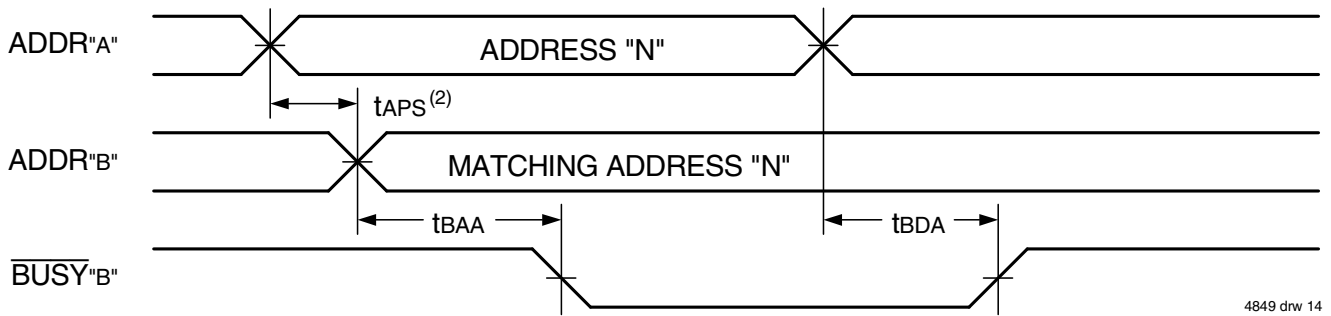 ADDR"A"
ADDRESS "N"
tAPS(2)
ADDR"B"
MATCHING ADDRESS "N"
tBAA
tBDA
BUSY"B"
4849 drw 14